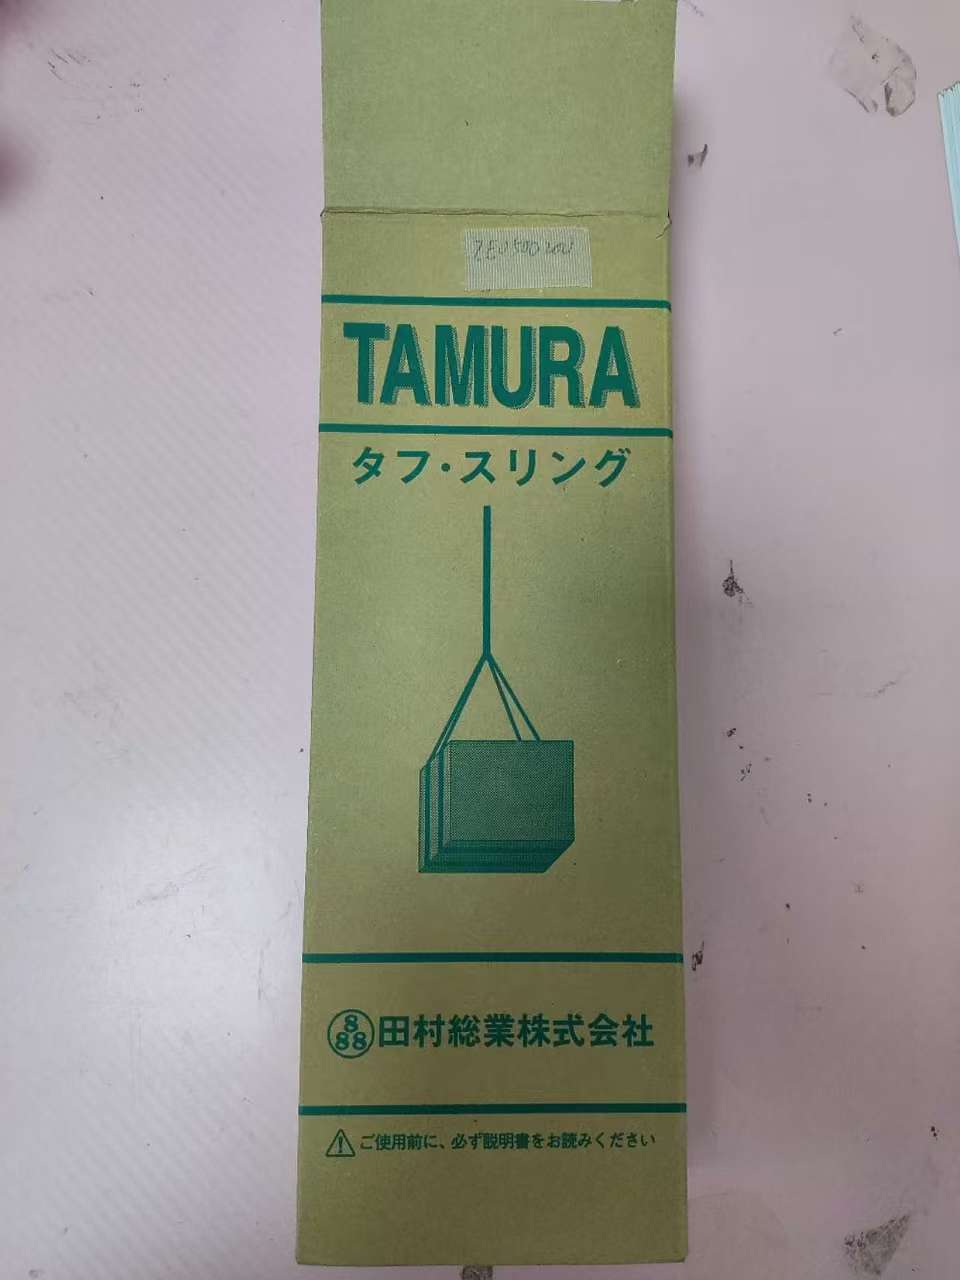 TAMURA
タフ・スリング
888 田村総業株式会社
ご使用前に、必ず説明書をお読みください